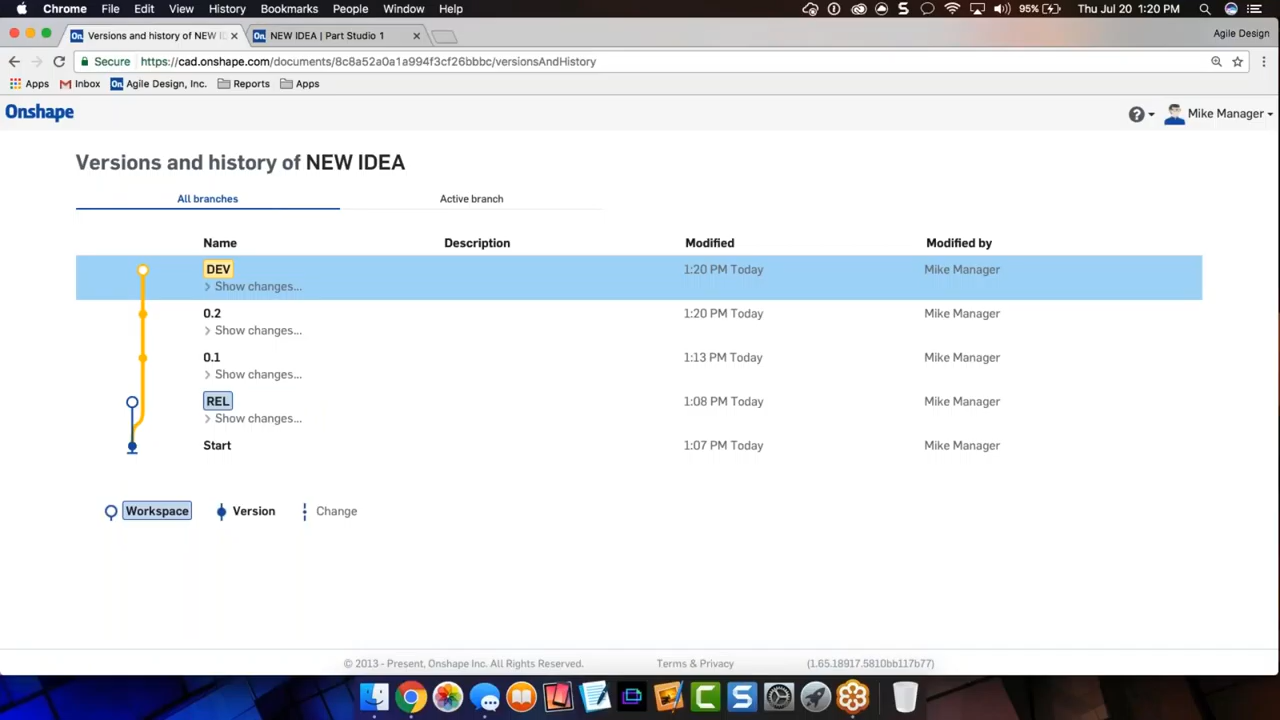 Chrome File Edit View History Bookmarks People Window Help 95% Thu Jul 20 1:20 PM
On Versions and history of NEW I On NEW IDEA | Part Studio 1 Agile Design
Secure https://cad.onshape.com/documents/8c8a52a0a1a994f3cf26bbbc/versionsAndHistory
Apps Inbox On Agile Design, Inc. Reports Apps
Onshape ? Mike Manager
Versions and history of NEW IDEA
All branches Active branch
Name Description Modified Modified by
DEV 1:20 PM Today Mike Manager
Show changes...
0.2 1:20 PM Today Mike Manager
Show changes...
0.1 1:13 PM Today Mike Manager
Show changes...
REL 1:08 PM Today Mike Manager
Show changes...
Start 1:07 PM Today Mike Manager
Workspace Version Change
© 2013 - Present, Onshape Inc. All Rights Reserved. Terms & Privacy (1.65.18917.5810bb117b77)